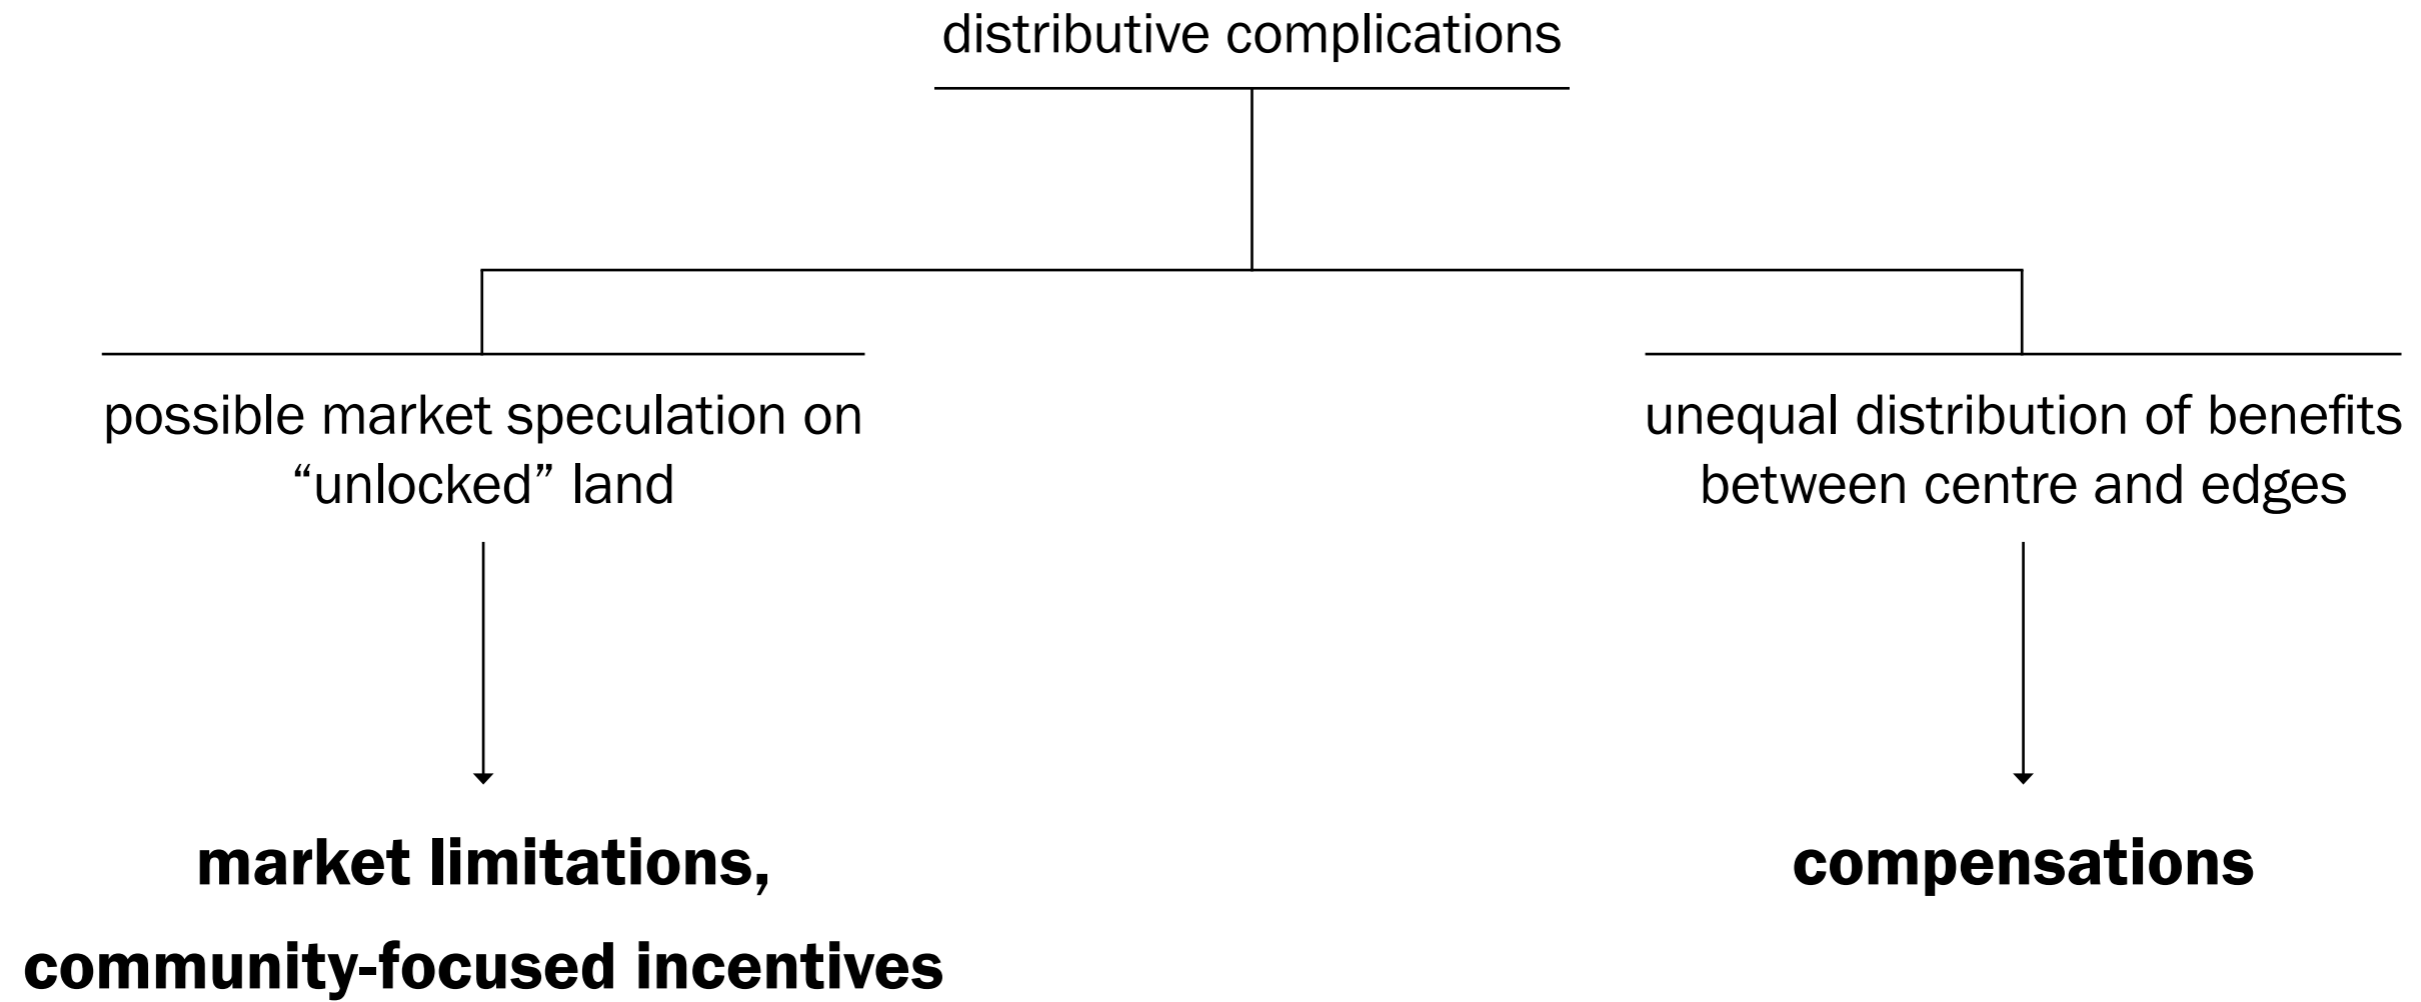 distributive complications
possible market speculation on
“unlocked” land
unequal distribution of benefits
between centre and edges
market limitations,
community-focused incentives
compensations